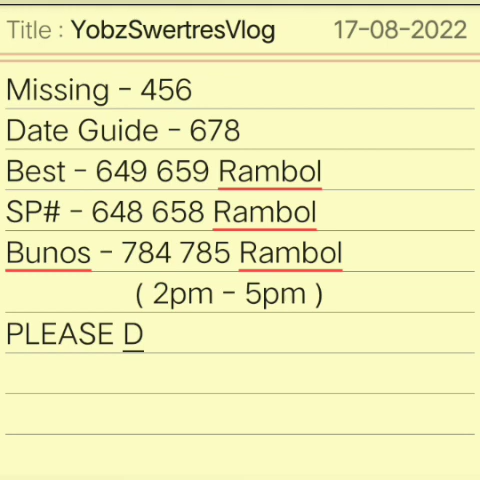 Title : YobzSwertresVlog 17-08-2022
Missing - 456
Date Guide - 678
Best - 649 659 Rambol
SP# - 648 658 Rambol
Bunos - 784 785 Rambol
( 2pm - 5pm )
PLEASE D